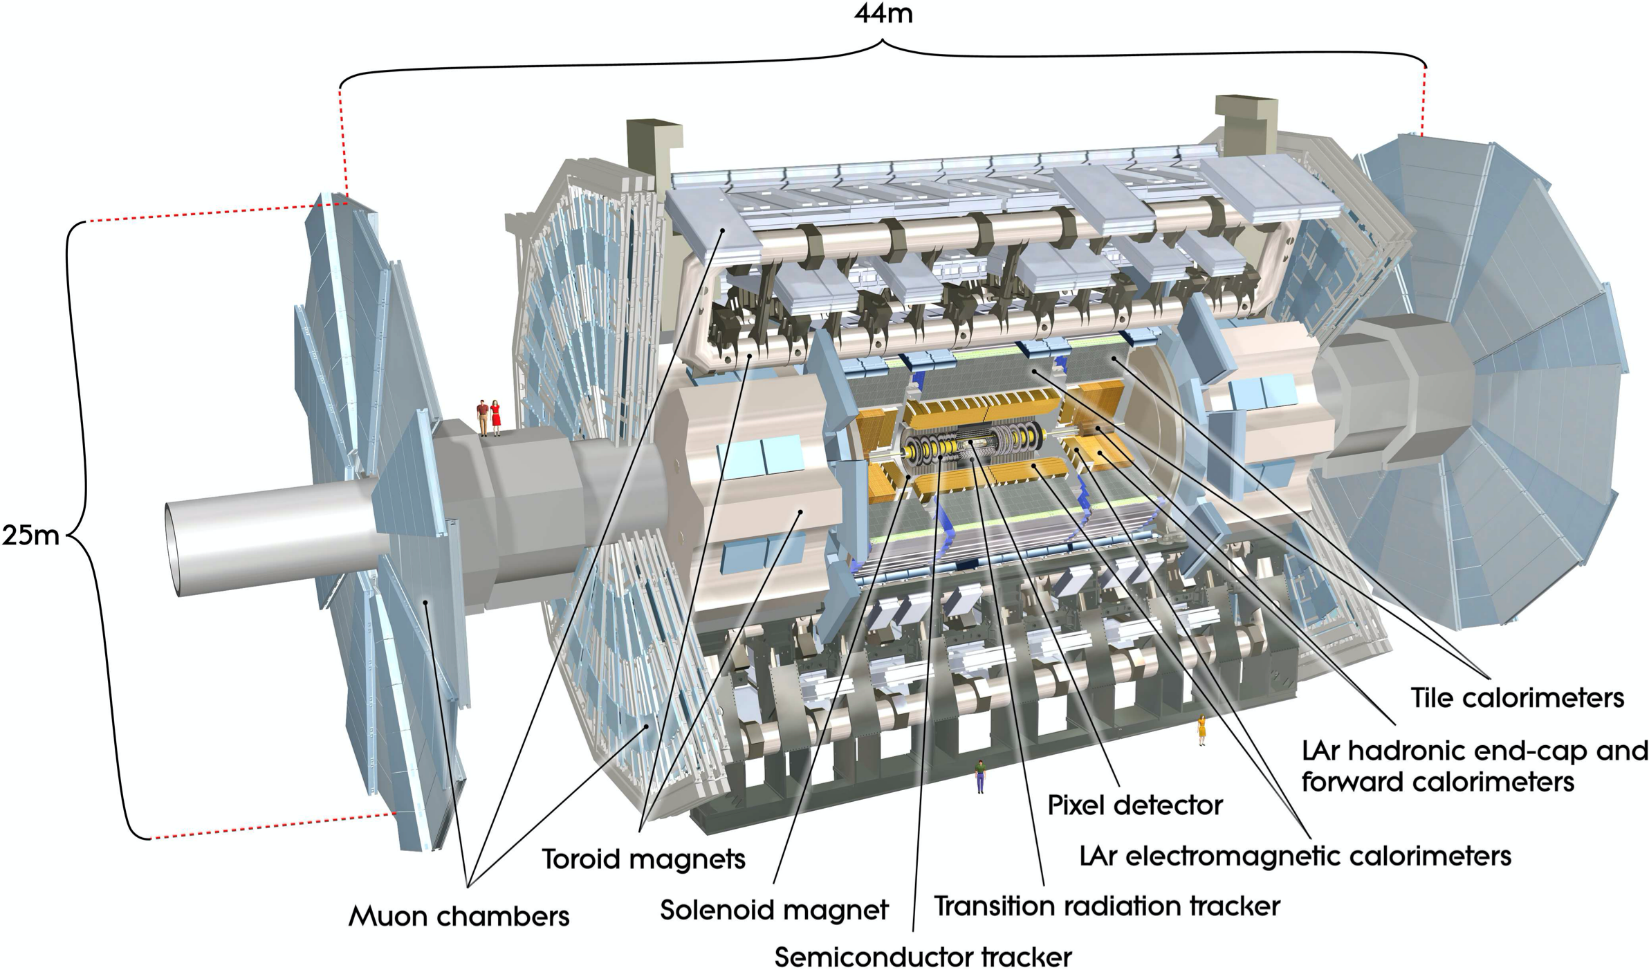 44m
25m
Tile calorimeters
LAr hadronic end-cap and
forward calorimeters
Pixel detector
LAr electromagnetic calorimeters
Toroid magnets
Muon chambers
Solenoid magnet
Transition radiation tracker
Semiconductor tracker